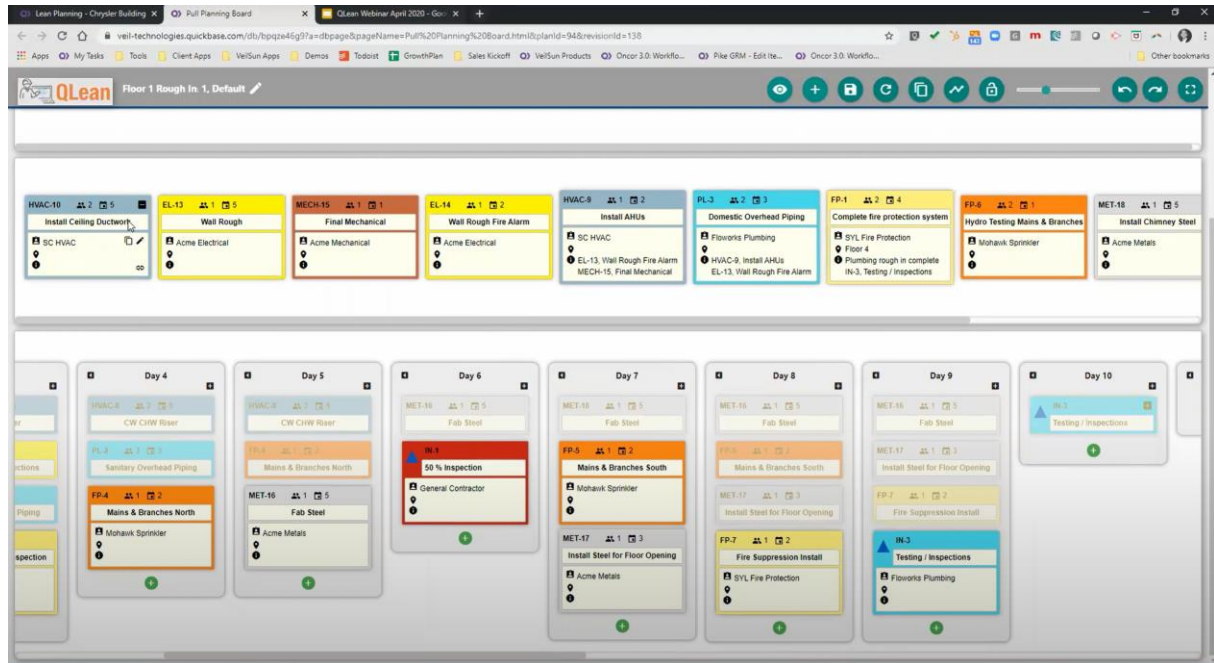 Lean Planning - Chrysler Building
Pull Planning Board
QLean Webinar April 2020 - Goo
veil-technologies.quickbase.com/db/bpqze46g9?a=dbpage&pageName=Pull%20Planning%20Board.html&planId=94&revisionId=138
Apps My Tasks Tools Client Apps VeilSun Apps Demos Todoist GrowthPlan Sales Kickoff VeilSun Products Oncor 3.0: Workflo... Pike GRM - Edit Ite... Oncor 3.0: Workflo... Other bookmarks
QLean
Floor 1 Rough In: 1, Default
HVAC-10 2 5
Install Ceiling Ductwork
SC HVAC
EL-13 1 5
Wall Rough
Acme Electrical
MECH-15 1 1
Final Mechanical
Acme Mechanical
EL-14 1 2
Wall Rough Fire Alarm
Acme Electrical
HVAC-9 1 2
Install AHUs
SC HVAC
EL-13, Wall Rough Fire Alarm
MECH-15, Final Mechanical
PL-3 2 3
Domestic Overhead Piping
Floworks Plumbing
HVAC-9, Install AHUs
EL-13, Wall Rough Fire Alarm
FP-1 2 4
Complete fire protection system
SYL Fire Protection
Floor 4
Plumbing rough in complete
IN-3, Testing / Inspections
FP-6 2 1
Hydro Testing Mains & Branches
Mohawk Sprinkler
MET-18 1 5
Install Chimney Steel
Acme Metals
Piping
spection
Day 4
HVAC-8 2 5
CW CHW Riser
Sanitary Overhead Piping
FP-4 1 2
Mains & Branches North
Mohawk Sprinkler
Day 5
HVAC-8 2 5
CW CHW Riser
FP-4 1 2
Mains & Branches North
MET-16 1 5
Fab Steel
Acme Metals
Day 6
MET-16 1 5
Fab Steel
IN-1
50 % Inspection
General Contractor
Day 7
MET-16 1 5
Fab Steel
FP-5 1 2
Mains & Branches South
Mohawk Sprinkler
MET-17 1 3
Install Steel for Floor Opening
Acme Metals
Day 8
MET-16 1 5
Fab Steel
FP-5 1 2
Mains & Branches South
MET-17 1 3
Install Steel for Floor Opening
FP-7 1 2
Fire Suppression Install
SYL Fire Protection
Day 9
MET-16 1 5
Fab Steel
MET-17 1 3
Install Steel for Floor Opening
FP-7 1 2
Fire Suppression Install
IN-3
Testing / Inspections
Floworks Plumbing
Day 10
IN-3
Testing / Inspections